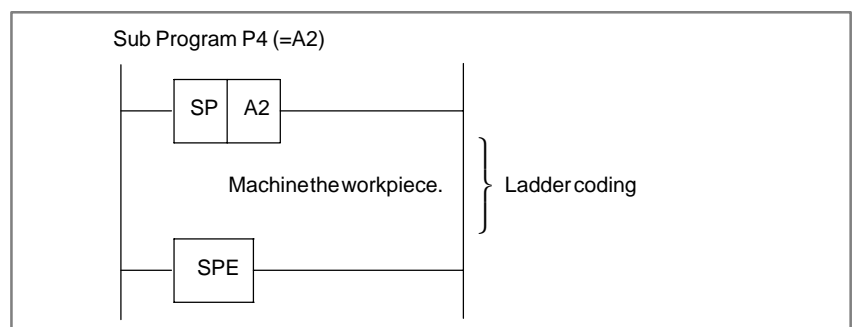 Sub Program P4 (=A2)
SP A2
Machinetheworkpiece. Laddercoding
SPE